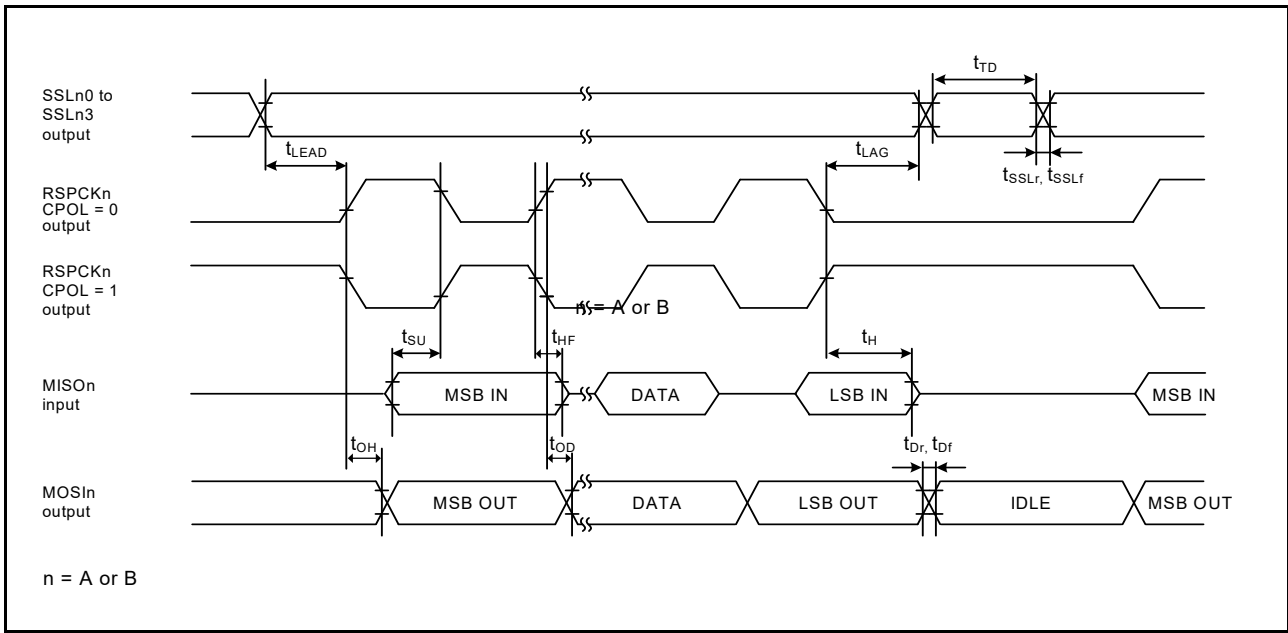 tTD
SSLn0 to
SSLn3
output
tLEAD
tLAG
tSSLr, tSSLf
RSPCKn
CPOL = 0
output
RSPCKn
CPOL = 1
output
n = A or B
tSU
tHF
tH
MISOn
input
MSB IN
DATA
LSB IN
MSB IN
tOH
tOD
tDr, tDf
MOSIn
output
MSB OUT
DATA
LSB OUT
IDLE
MSB OUT
n = A or B